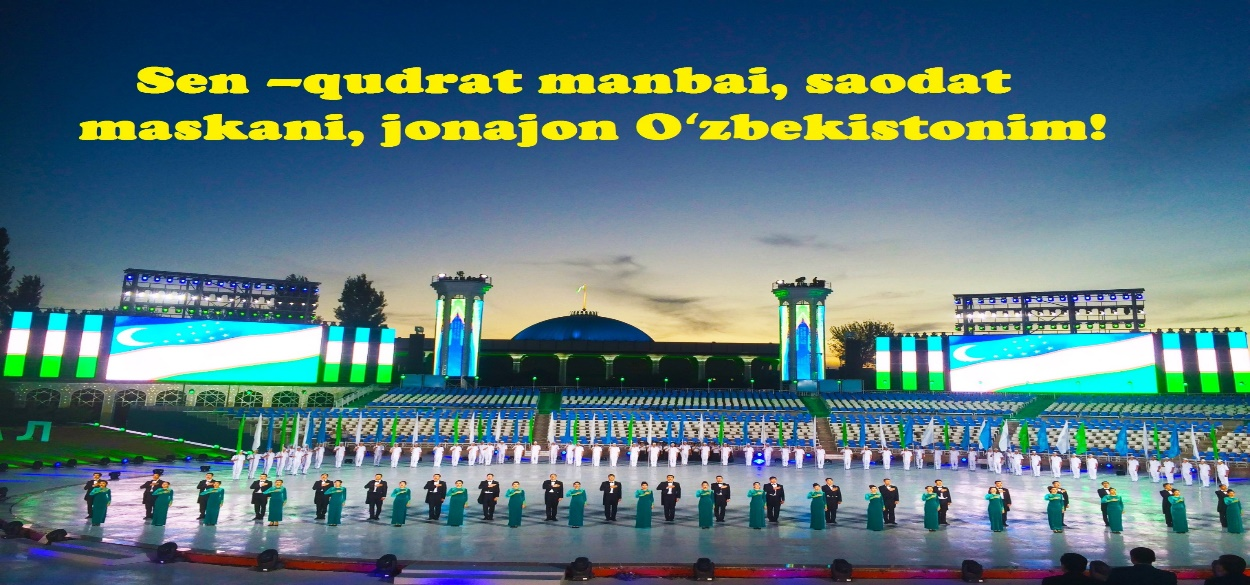 Sen –qudrat manbai, saodat
maskani, jonajon O‘zbekistonim!
Л